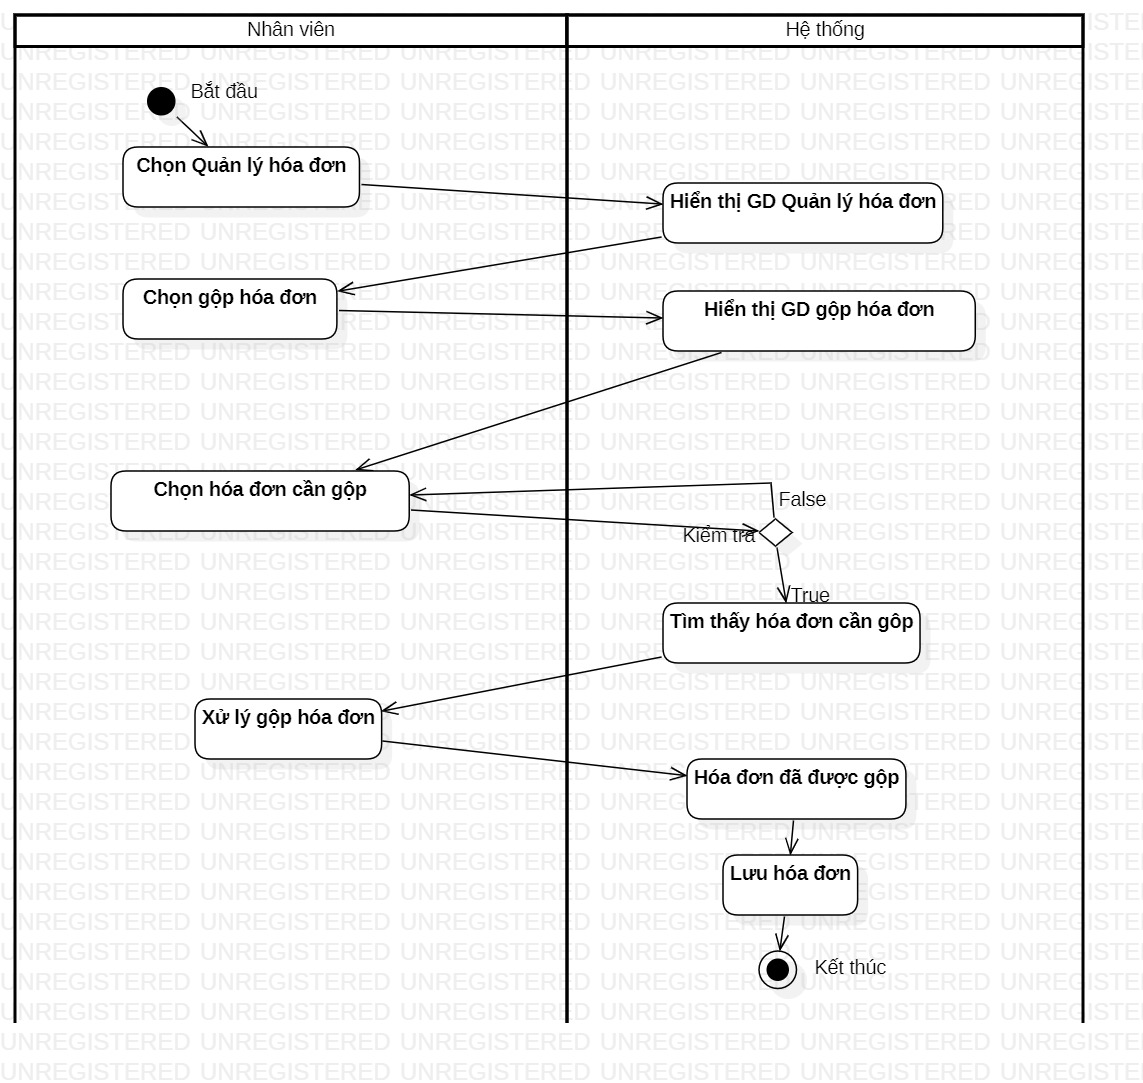 Nhân viên
Hệ thống
Bắt đầu
Chọn Quản lý hóa đơn
Hiển thị GD Quản lý hóa đơn
Chọn gộp hóa đơn
Hiển thị GD gộp hóa đơn
Chọn hóa đơn cần gộp
False
Kiểm tra
True
Tìm thấy hóa đơn cần gôp
Xử lý gộp hóa đơn
Hóa đơn đã được gộp
Lưu hóa đơn
Kết thúc
UNREGISTERED